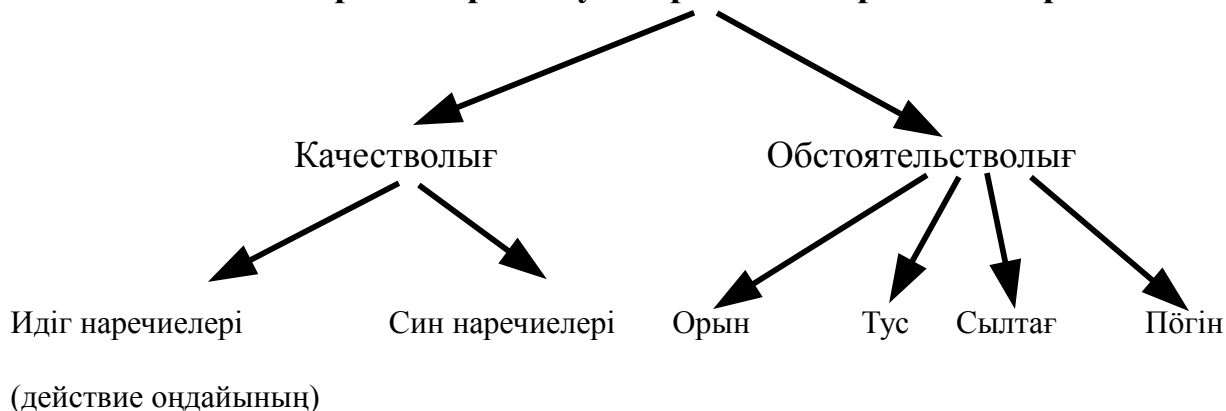 Качестволығ Обстоятельстволығ
Идіг наречиелері Син наречиелері Орын Тус Сылтағ Пӧгін
(действие оңдайының)